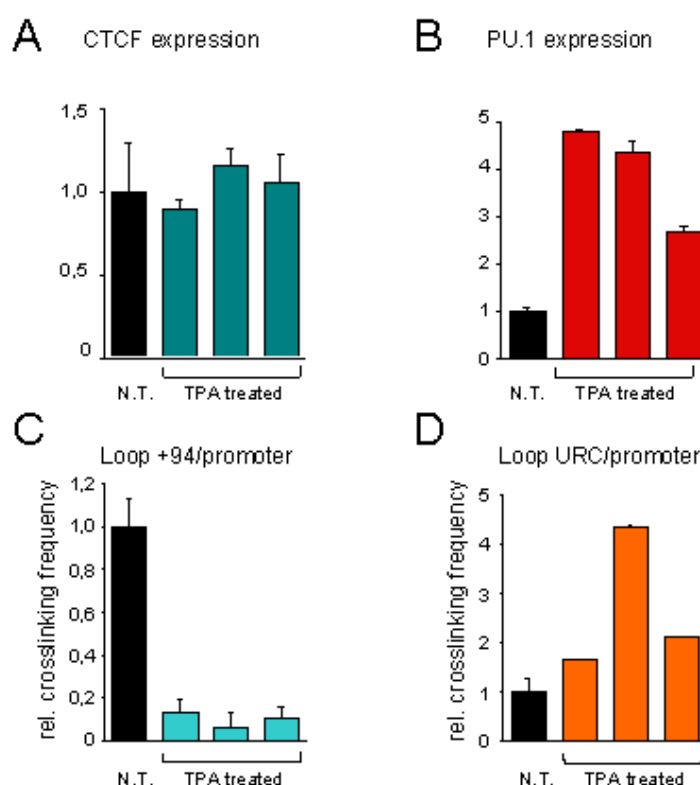 A CTCF expression
1,5
1,0
0,5
0
N.T. TPA treated
B PU.1 expression
5
4
3
2
1
0
N.T. TPA treated
C Loop +94/promoter
rel. crosslinking frequency
1,2
1,0
0,8
0,6
0,4
0,2
0
N.T. TPA treated
D Loop URC/promoter
rel. crosslinking frequency
5
4
3
2
1
0
N.T. TPA treated